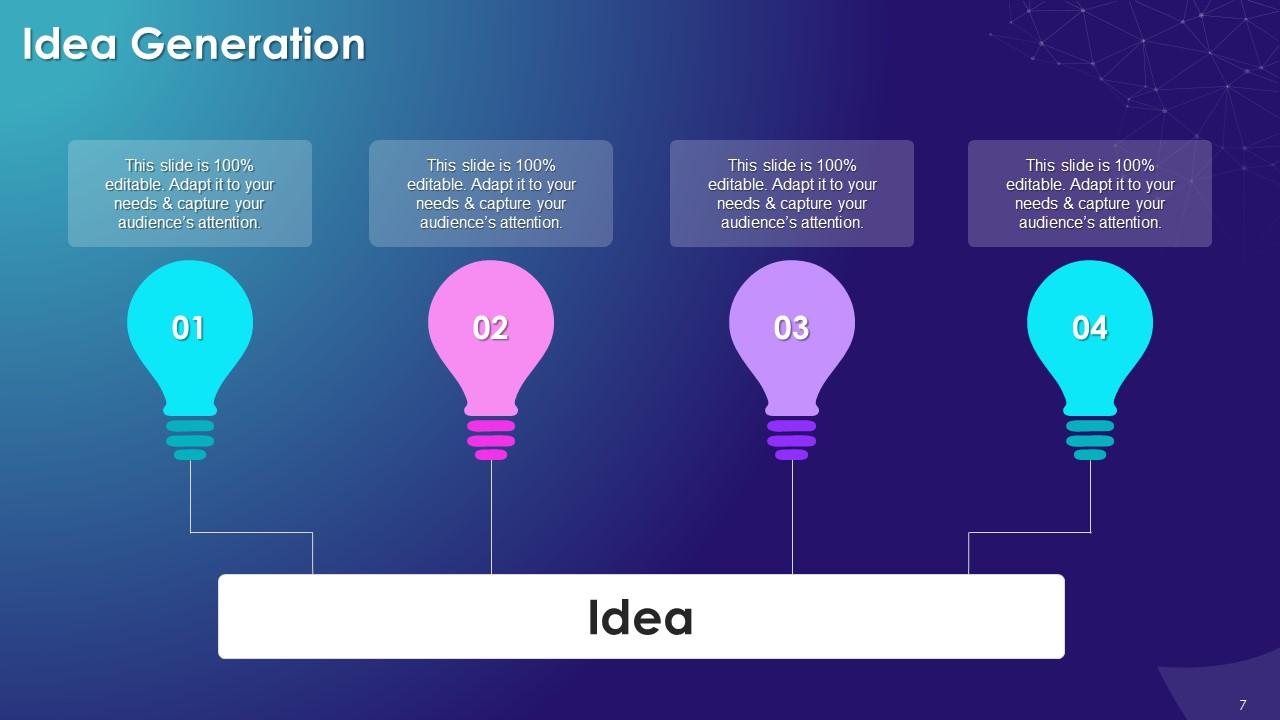 Idea Generation
This slide is 100%
editable. Adapt it to your
needs & capture your
audience’s attention.
This slide is 100%
editable. Adapt it to your
needs & capture your
audience’s attention.
This slide is 100%
editable. Adapt it to your
needs & capture your
audience’s attention.
This slide is 100%
editable. Adapt it to your
needs & capture your
audience’s attention.
01
02
03
04
Idea
7